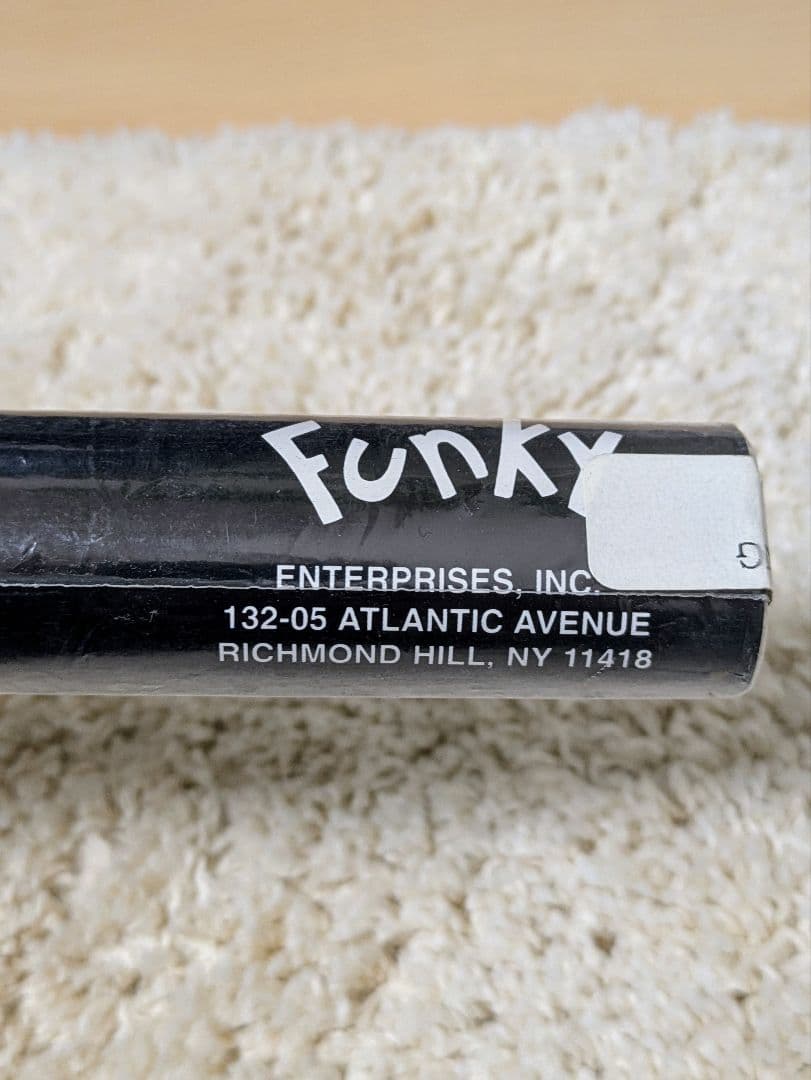 Funky
ENTERPRISES, INC.
132-05 ATLANTIC AVENUE
RICHMOND HILL, NY 11418
G